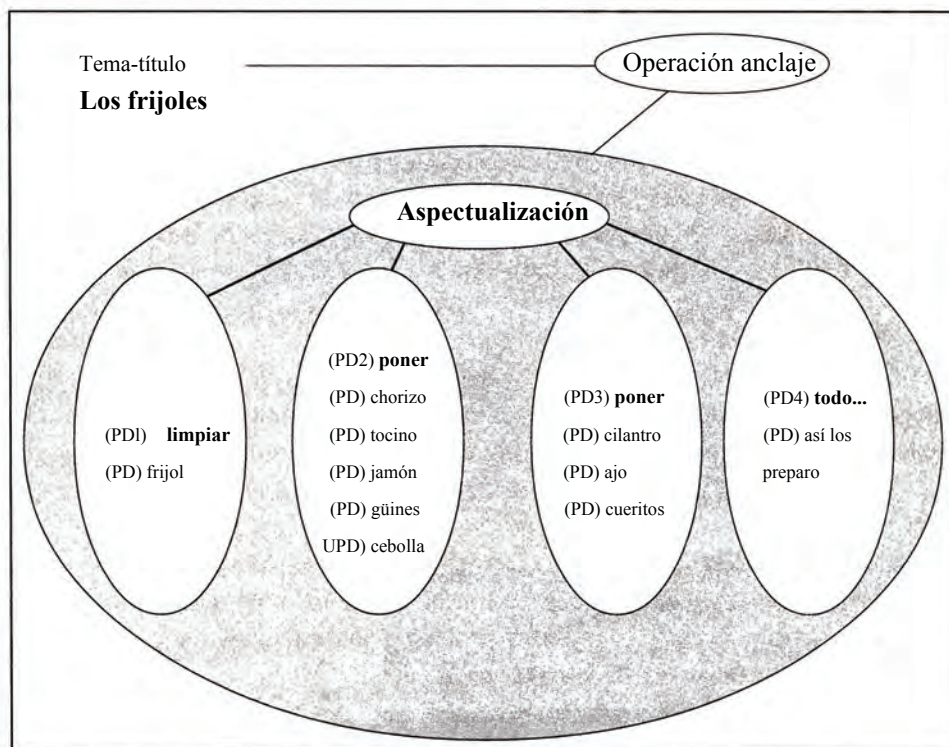 Tema-título
Operación anclaje
Los frijoles
Aspectualización
(PDl) limpiar
(PD) frijol
(PD2) poner
(PD) chorizo
(PD) tocino
(PD) jamón
(PD) güines
UPD) cebolla
(PD3) poner
(PD) cilantro
(PD) ajo
(PD) cueritos
(PD4) todo...
(PD) así los
preparo